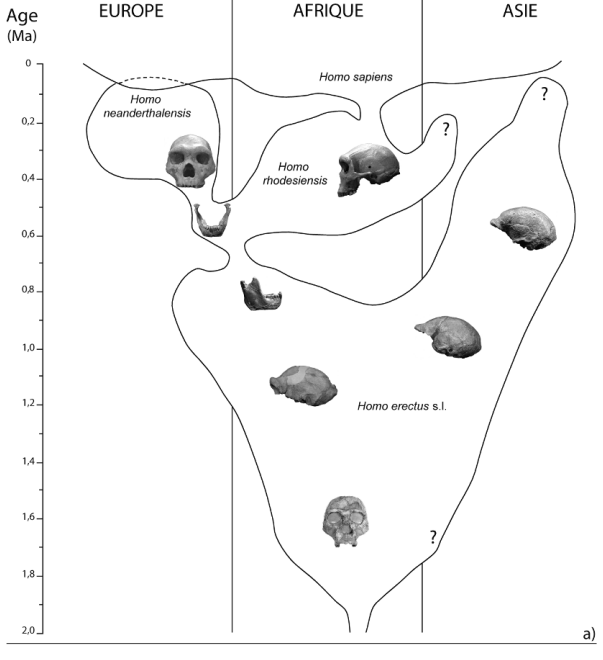 Age
(Ma)
EUROPE
AFRIQUE
ASIE
0
0,2
0,4
0,6
0,8
1,0
1,2
1,4
1,6
1,8
2,0
Homo sapiens
Homo
neanderthalensis
?
?
Homo
rhodesiensis
Homo erectus s.l.
?
a)